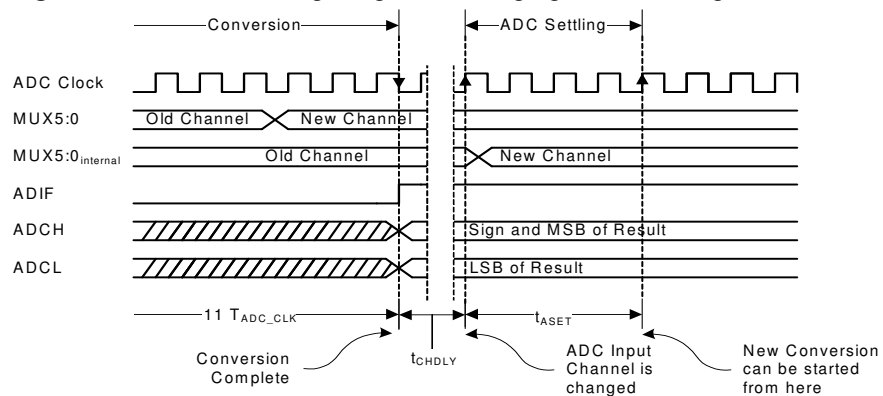 Conversion
ADC Settling
ADC Clock
MUX5:0
Old Channel
New Channel
MUX5:0internal
Old Channel
New Channel
ADIF
ADCH
Sign and MSB of Result
ADCL
LSB of Result
11 TADC_CLK
tCHDLY
tASET
Conversion
Complete
ADC Input
Channel is
changed
New Conversion
can be started
from here